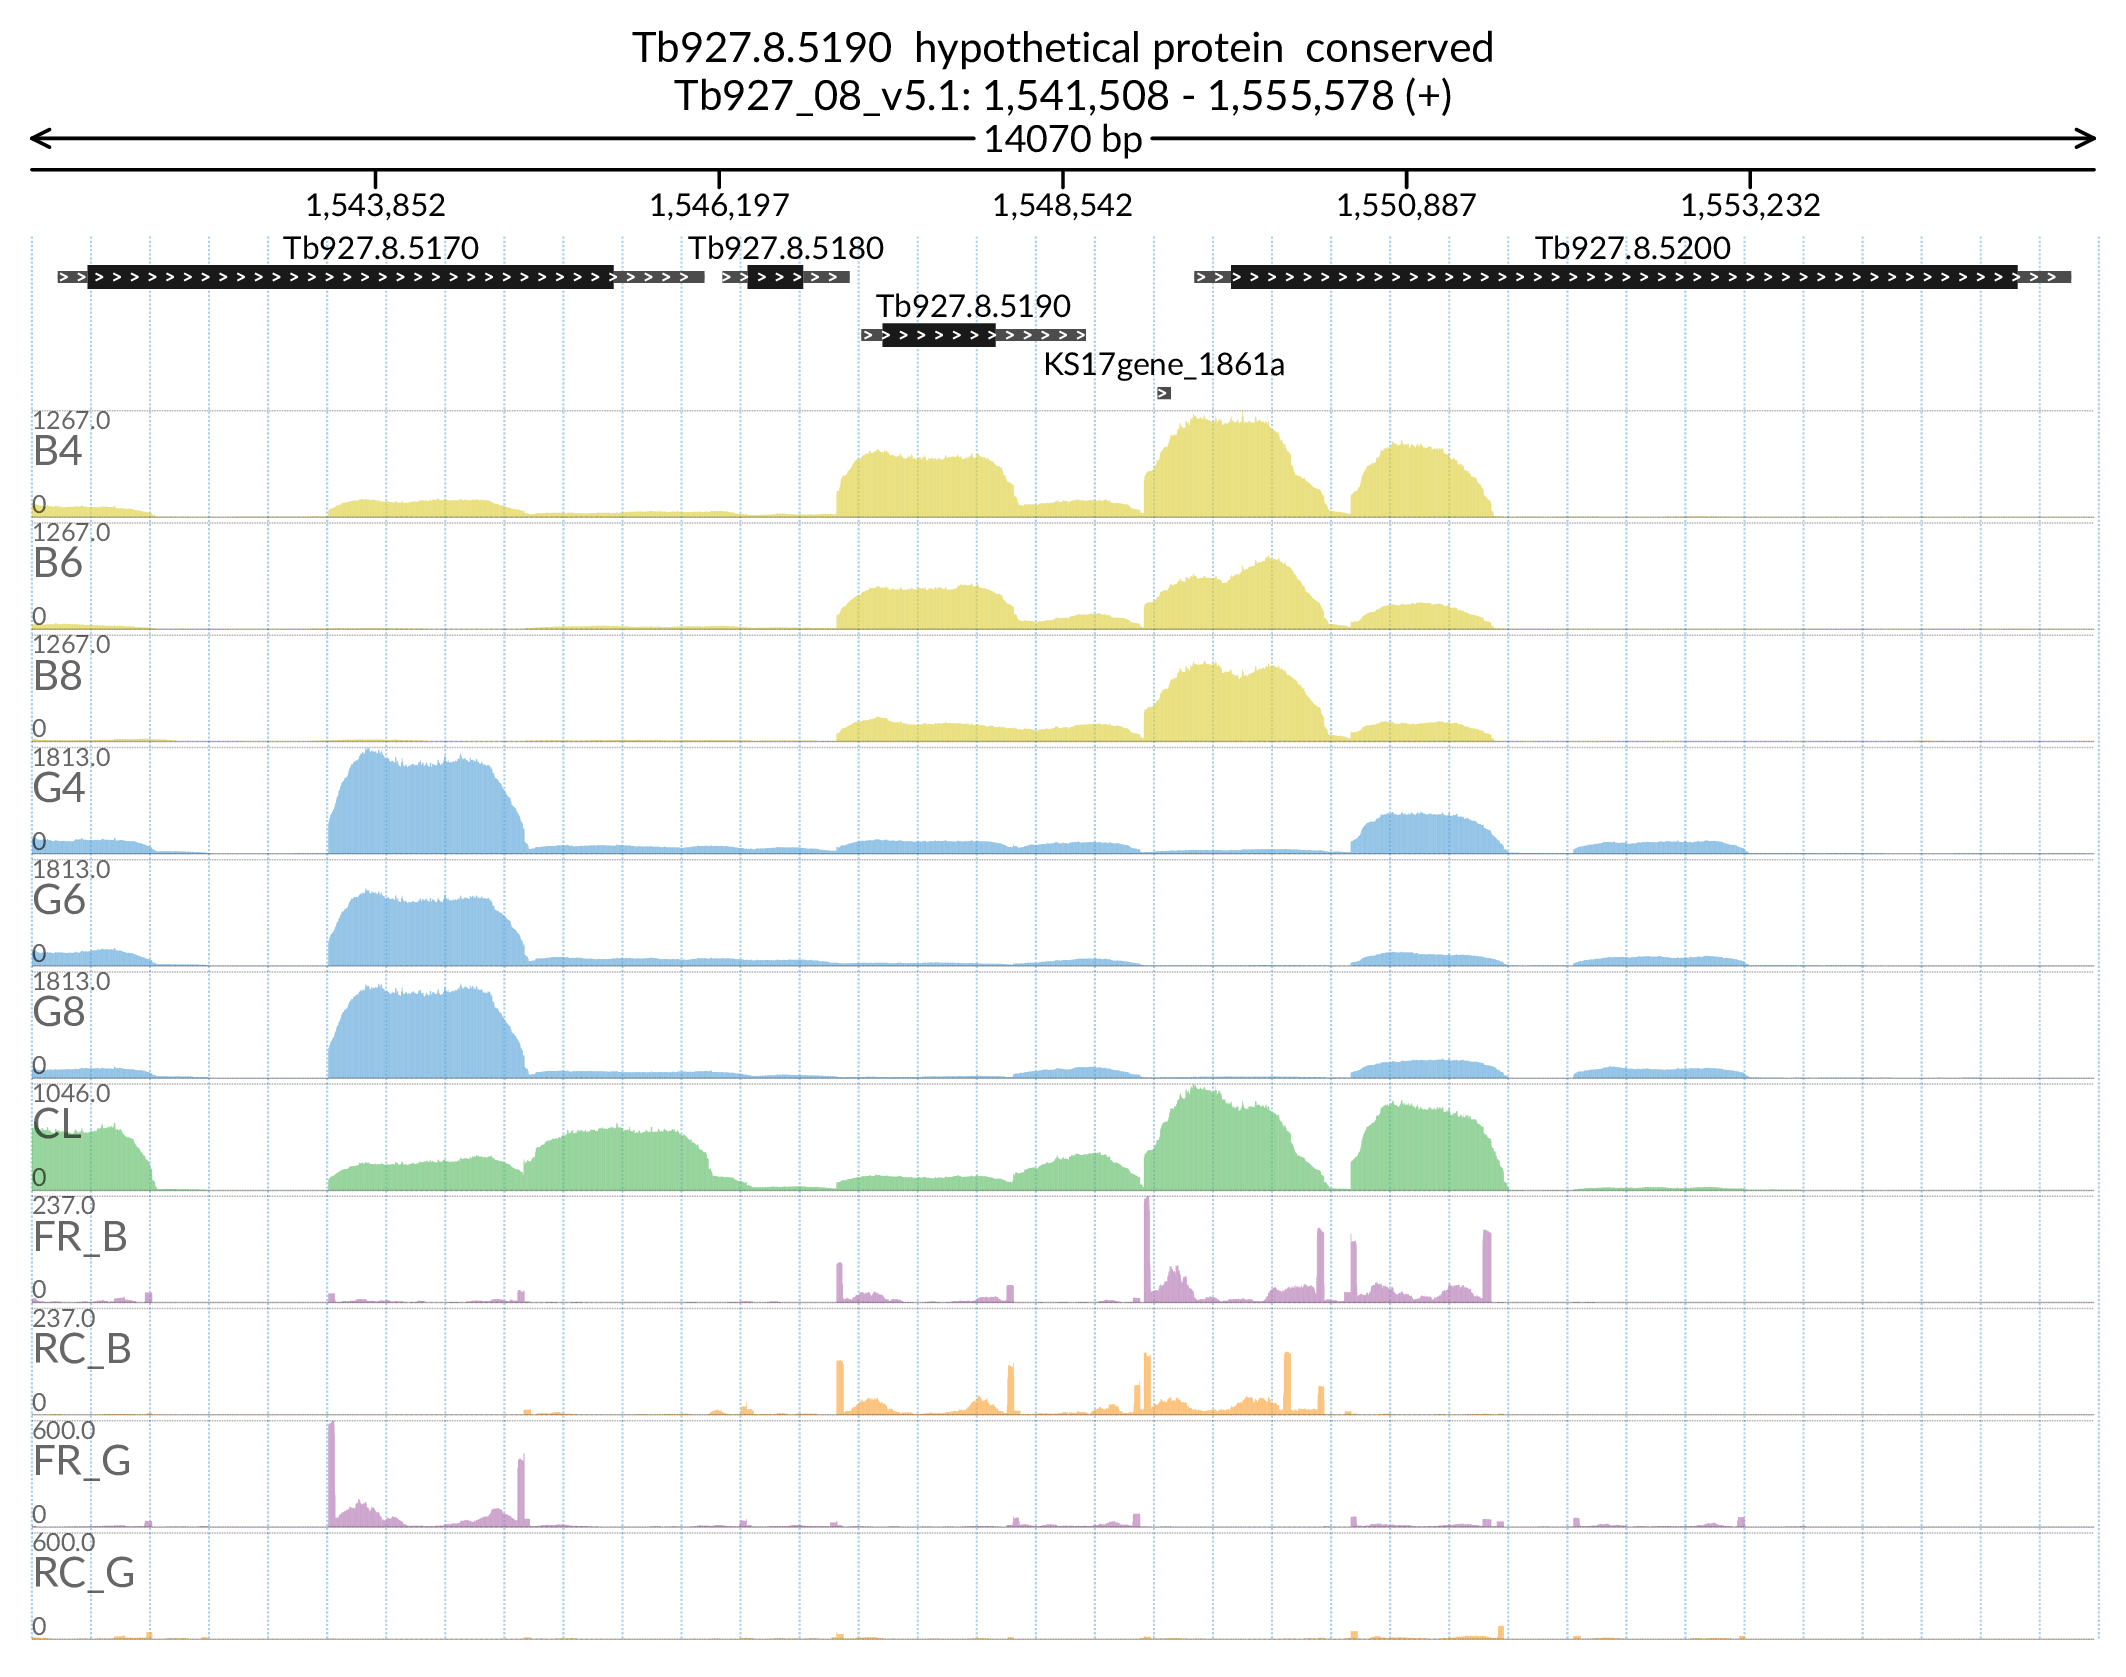 Tb927.8.5190 hypothetical protein conserved
Tb927_08_v5.1: 1,541,508 - 1,555,578 (+)
14070 bp
1,543,852 1,546,197 1,548,542 1,550,887 1,553,232
Tb927.8.5170 Tb927.8.5180 Tb927.8.5200
Tb927.8.5190
KS17gene_1861a
1267.0
B4
0
1267.0
B6
0
1267.0
B8
0
1813.0
G4
0
1813.0
G6
0
1813.0
G8
0
1046.0
CL
0
237.0
FR_B
0
237.0
RC_B
0
600.0
FR_G
0
600.0
RC_G
0